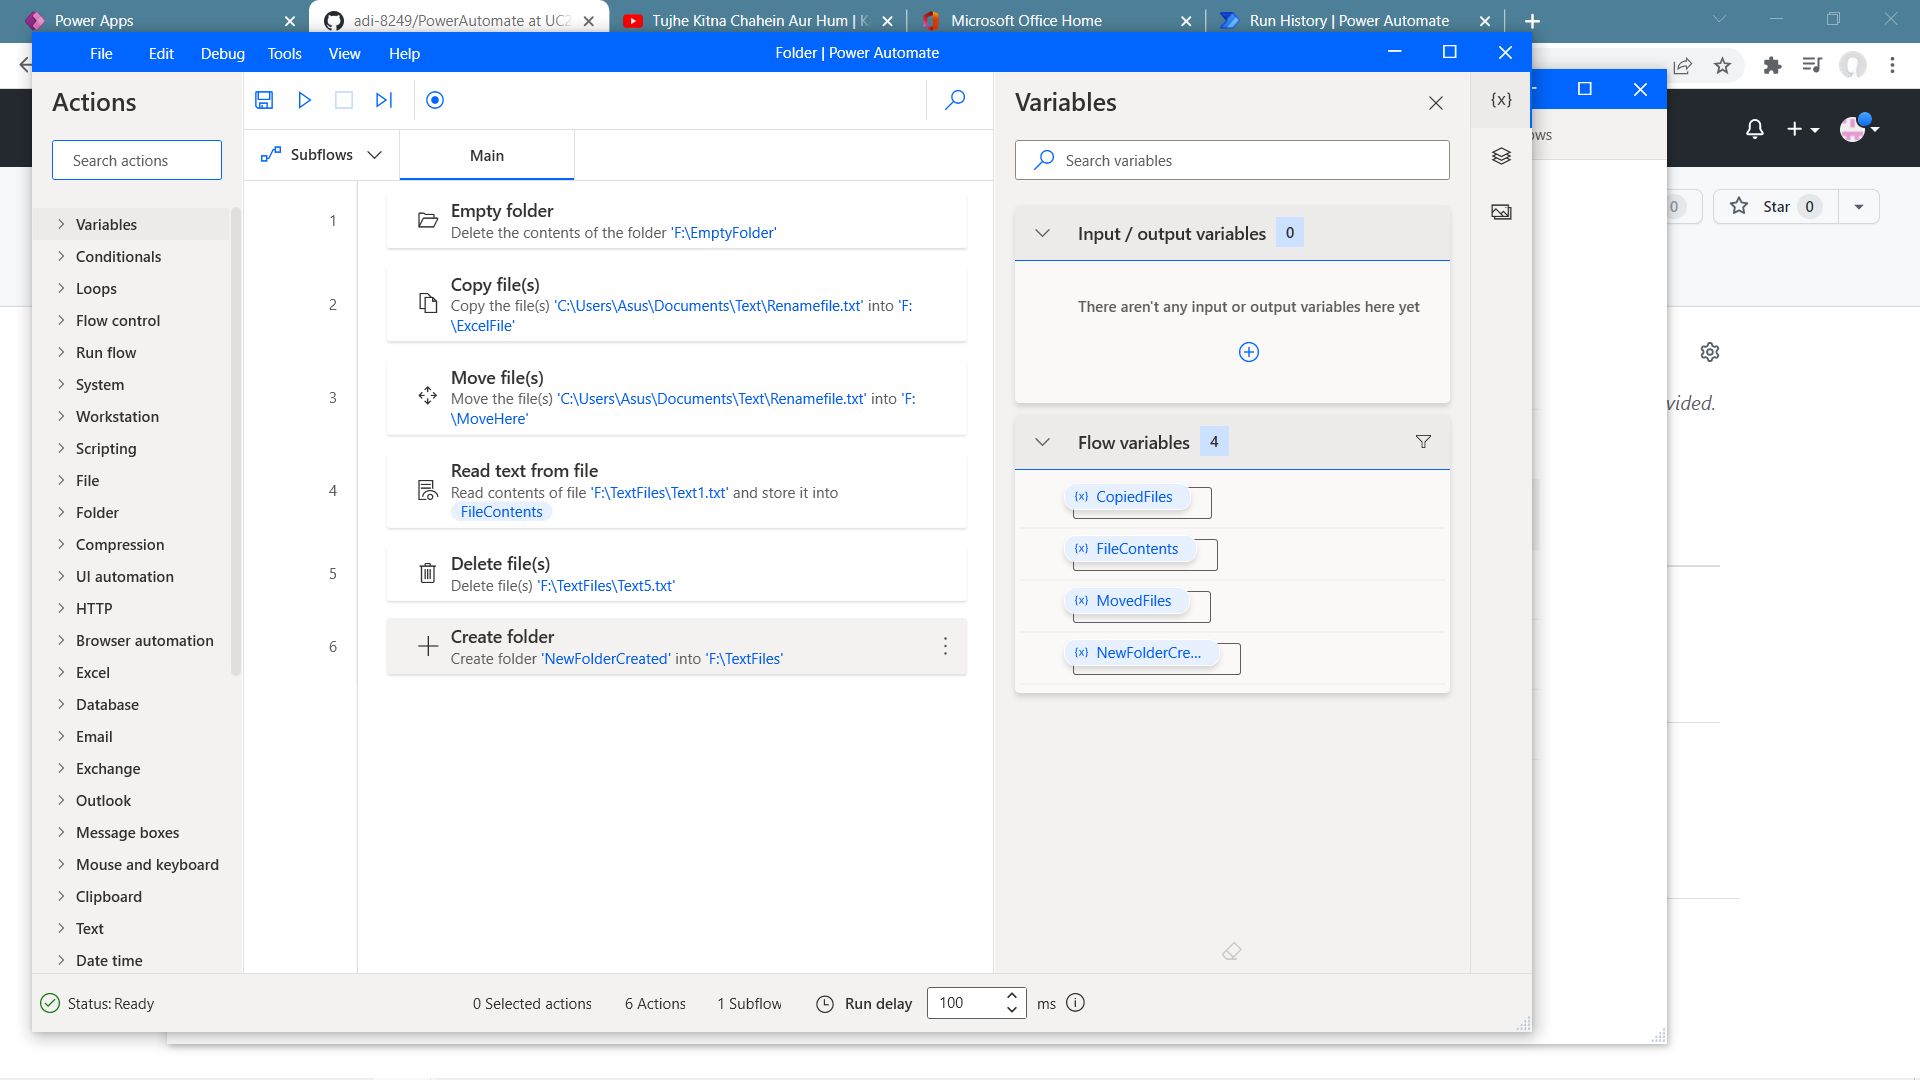 Power Apps
adi-8249/PowerAutomate at UC2
Tujhe Kitna Chahein Aur Hum |
Microsoft Office Home
Run History | Power Automate
File Edit Debug Tools View Help
Folder | Power Automate
Actions
Search actions
Variables
Conditionals
Loops
Flow control
Run flow
System
Workstation
Scripting
File
Folder
Compression
UI automation
HTTP
Browser automation
Excel
Database
Email
Exchange
Outlook
Message boxes
Mouse and keyboard
Clipboard
Text
Date time
Subflows
Main
1
Empty folder
Delete the contents of the folder 'F:\EmptyFolder'
2
Copy file(s)
Copy the file(s) 'C:\Users\Asus\Documents\Text\Renamefile.txt' into 'F:
\ExcelFile'
3
Move file(s)
Move the file(s) 'C:\Users\Asus\Documents\Text\Renamefile.txt' into 'F:
\MoveHere'
4
Read text from file
Read contents of file 'F:\TextFiles\Text1.txt' and store it into
FileContents
5
Delete file(s)
Delete file(s) 'F:\TextFiles\Text5.txt'
6
Create folder
Create folder 'NewFolderCreated' into 'F:\TextFiles'
Variables
{x}
Search variables
Input / output variables 0
There aren't any input or output variables here yet
Flow variables 4
{x} CopiedFiles
{x} FileContents
{x} MovedFiles
{x} NewFolderCre...
ows
0
Star 0
vided.
Status: Ready
0 Selected actions
6 Actions
1 Subflow
Run delay
100
ms